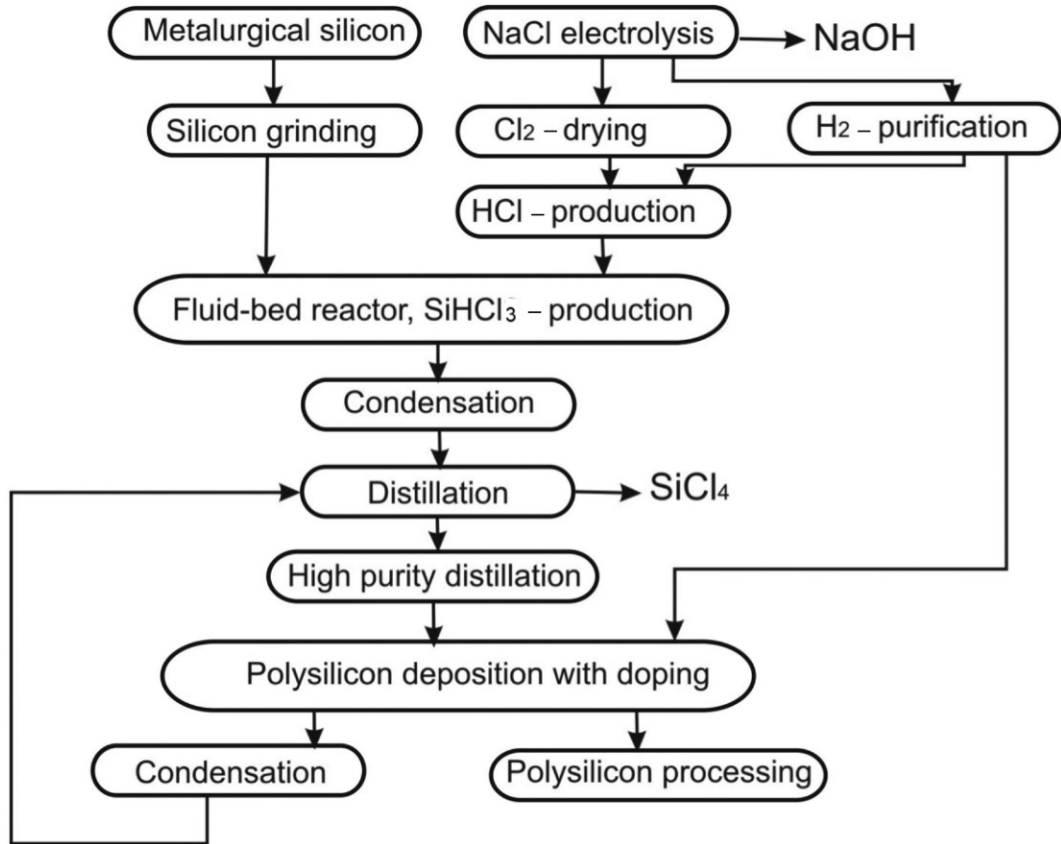 Metalurgical silicon
NaCl electrolysis
NaOH
Silicon grinding
Cl2 – drying
H2 – purification
HCl – production
Fluid-bed reactor, SiHCl3 – production
Condensation
Distillation
SiCl4
High purity distillation
Polysilicon deposition with doping
Condensation
Polysilicon processing